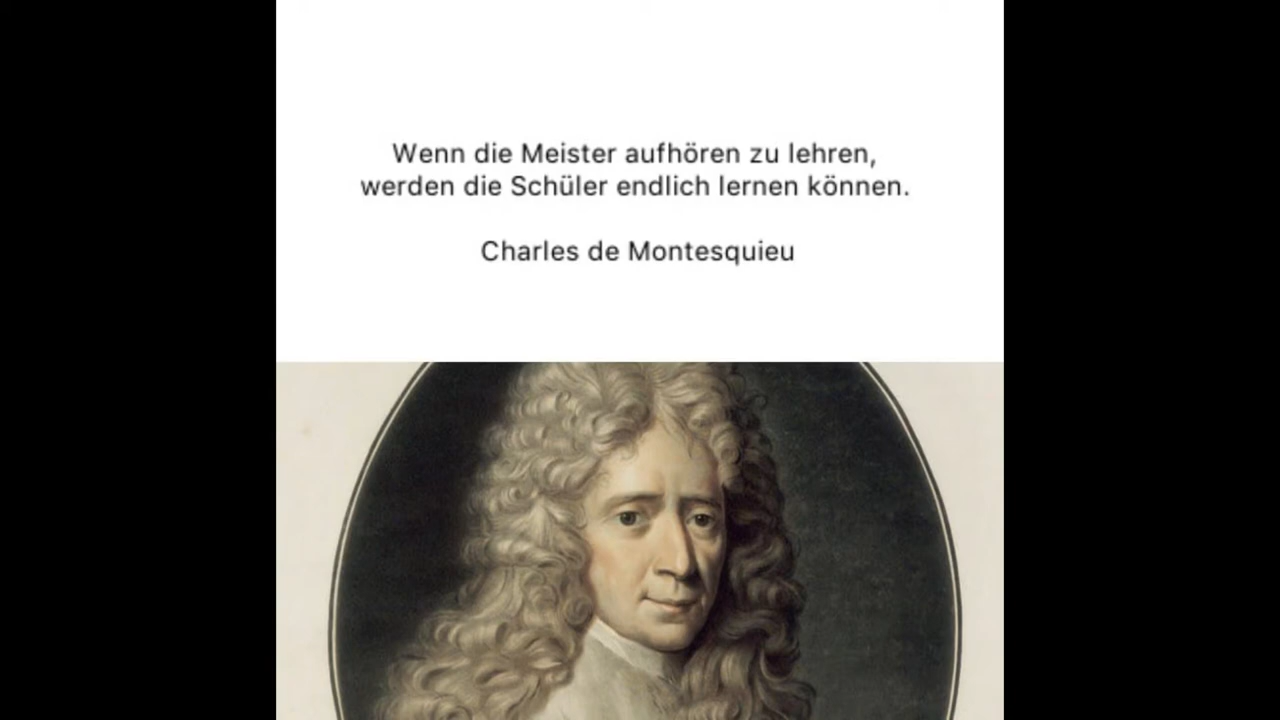 Wenn die Meister aufhören zu lehren,
werden die Schüler endlich lernen können.
Charles de Montesquieu